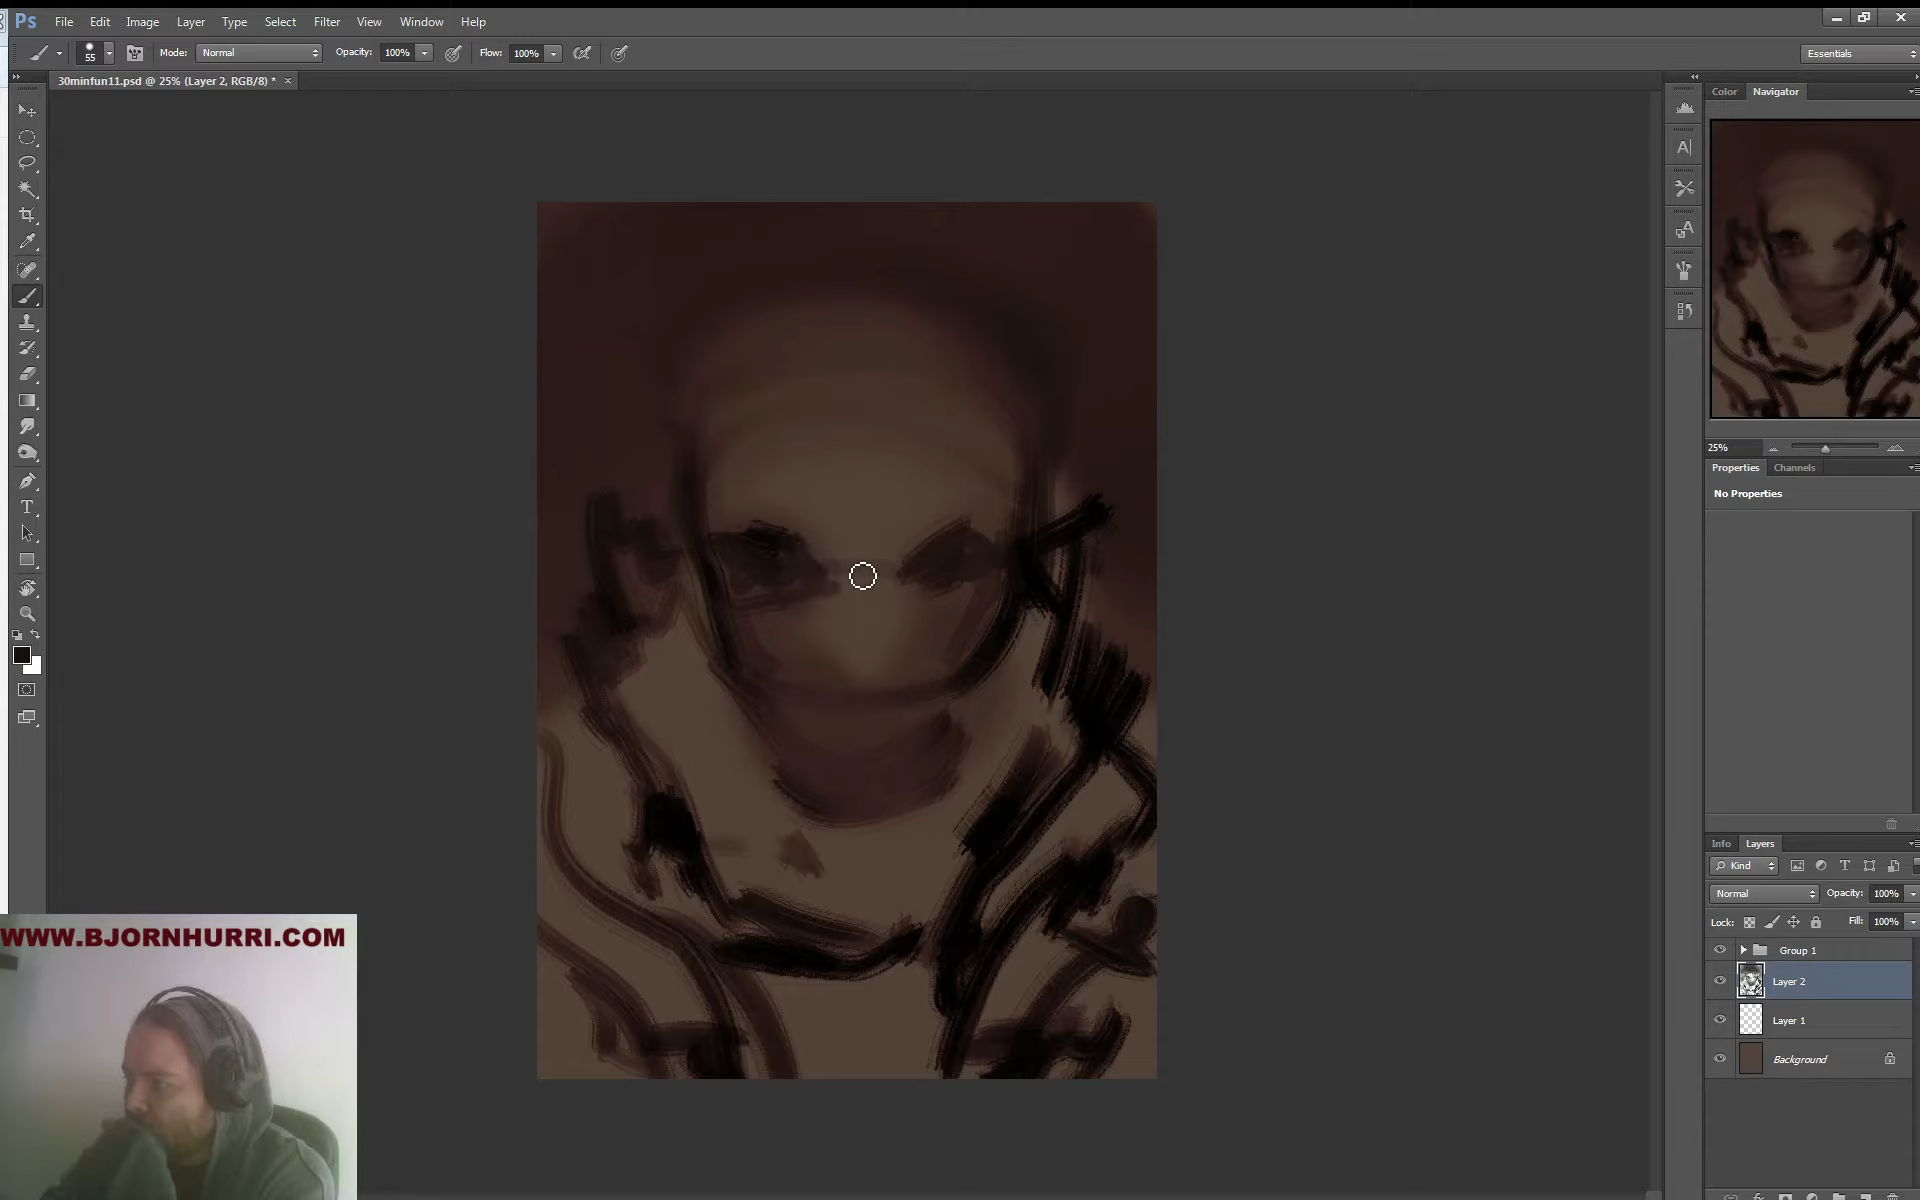 Ps File Edit Image Layer Type Select Filter View Window Help
55 Mode: Normal Opacity: 100% Flow: 100% Essentials
30minfun11.psd @ 25% (Layer 2, RGB/8) * ×
Color Navigator
25%
Properties Channels
No Properties
Info Layers
Kind
Normal Opacity: 100%
Lock: Fill: 100%
Group 1
Layer 2
Layer 1
Background
WWW.BJORNHURRI.COM